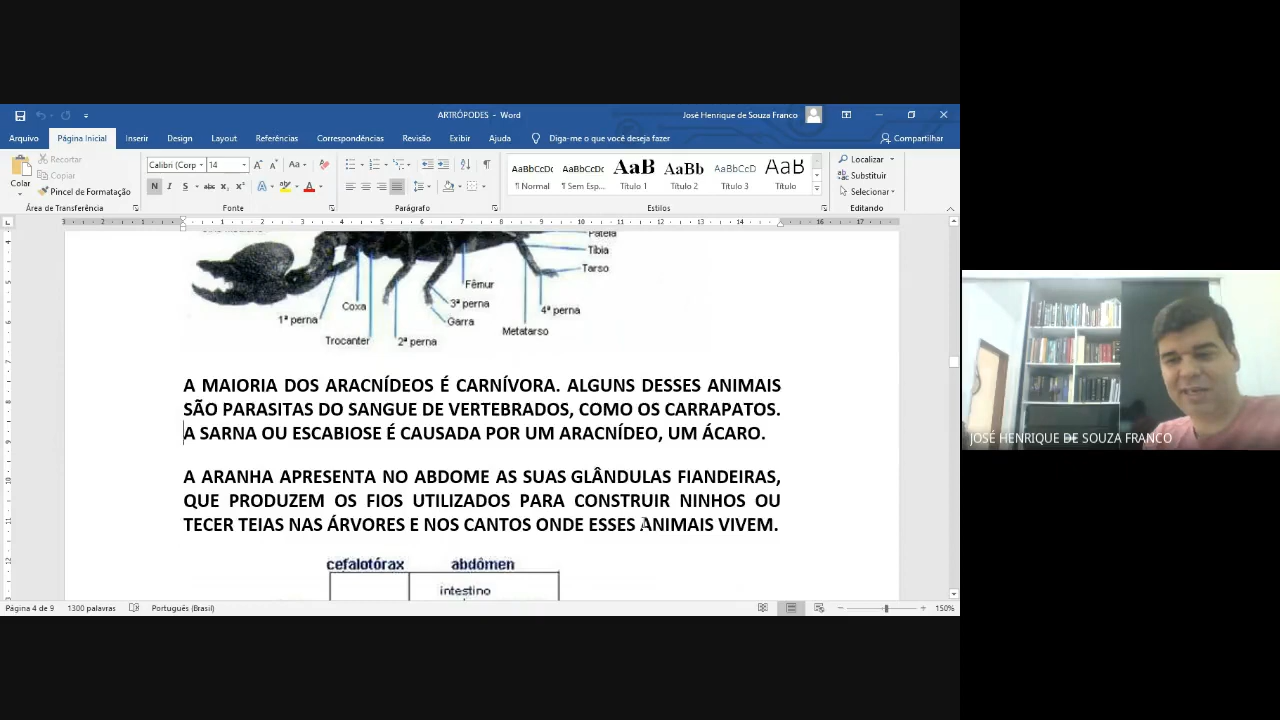 ARTRÓPODES - Word
José Henrique de Souza Franco
Arquivo Página Inicial Inserir Design Layout Referências Correspondências Revisão Exibir Ajuda Diga-me o que você deseja fazer Compartilhar
Colar
Recortar
Copiar
Pincel de Formatação
Área de Transferência
Calibri (Corp 14
Fonte
Parágrafo
AaBbCcDc AaBbCcDc AaB AaBb AaBbCcD AaB
¶ Normal ¶ Sem Esp... Título 1 Título 2 Título 3 Título
Estilos
Localizar
Substituir
Selecionar
Editando
Patela
Tíbia
Tarso
Fêmur
3ª perna
Garra
4ª perna
Metatarso
Coxa
1ª perna
Trocanter
2ª perna
A MAIORIA DOS ARACNÍDEOS É CARNÍVORA. ALGUNS DESSES ANIMAIS
SÃO PARASITAS DO SANGUE DE VERTEBRADOS, COMO OS CARRAPATOS.
A SARNA OU ESCABIOSE É CAUSADA POR UM ARACNÍDEO, UM ÁCARO.
A ARANHA APRESENTA NO ABDOME AS SUAS GLÂNDULAS FIANDEIRAS,
QUE PRODUZEM OS FIOS UTILIZADOS PARA CONSTRUIR NINHOS OU
TECER TEIAS NAS ÁRVORES E NOS CANTOS ONDE ESSES ANIMAIS VIVEM.
cefalotórax abdômen
intestino
Página 4 de 9 1300 palavras Português (Brasil) 150%
JOSÉ HENRIQUE DE SOUZA FRANCO